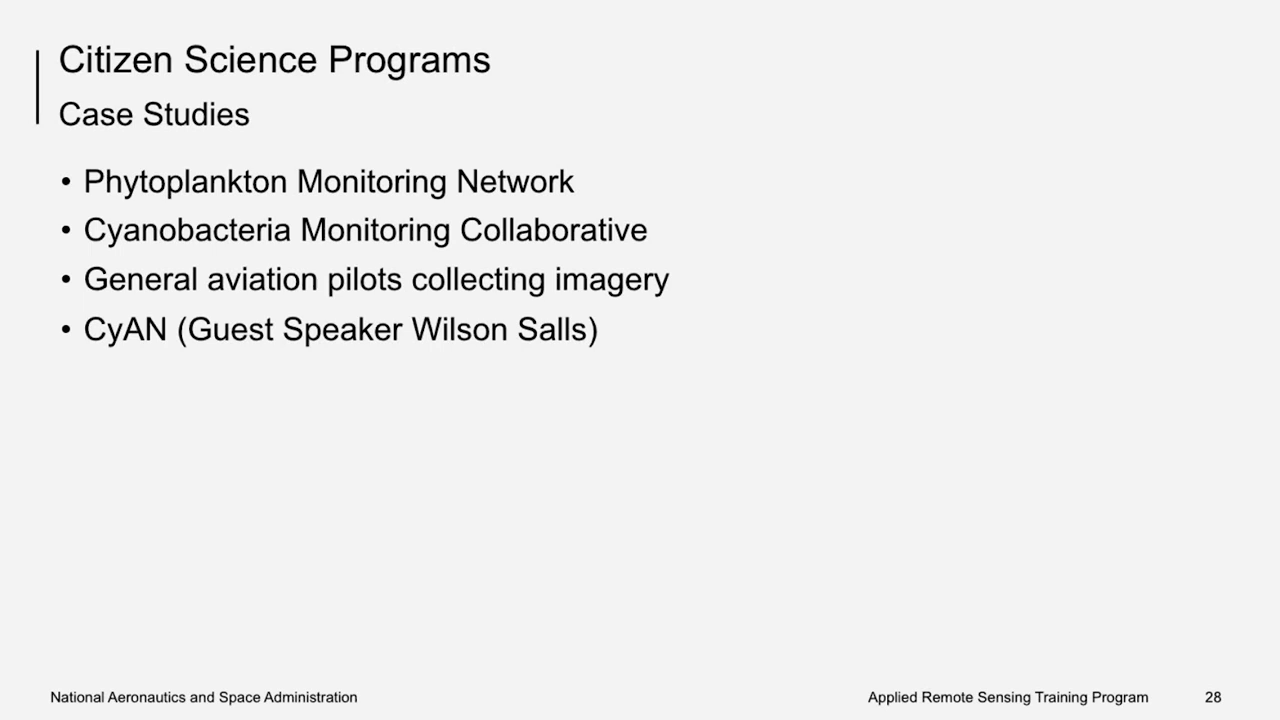 Citizen Science Programs
Case Studies
• Phytoplankton Monitoring Network
• Cyanobacteria Monitoring Collaborative
• General aviation pilots collecting imagery
• CyAN (Guest Speaker Wilson Salls)
National Aeronautics and Space Administration
Applied Remote Sensing Training Program
28